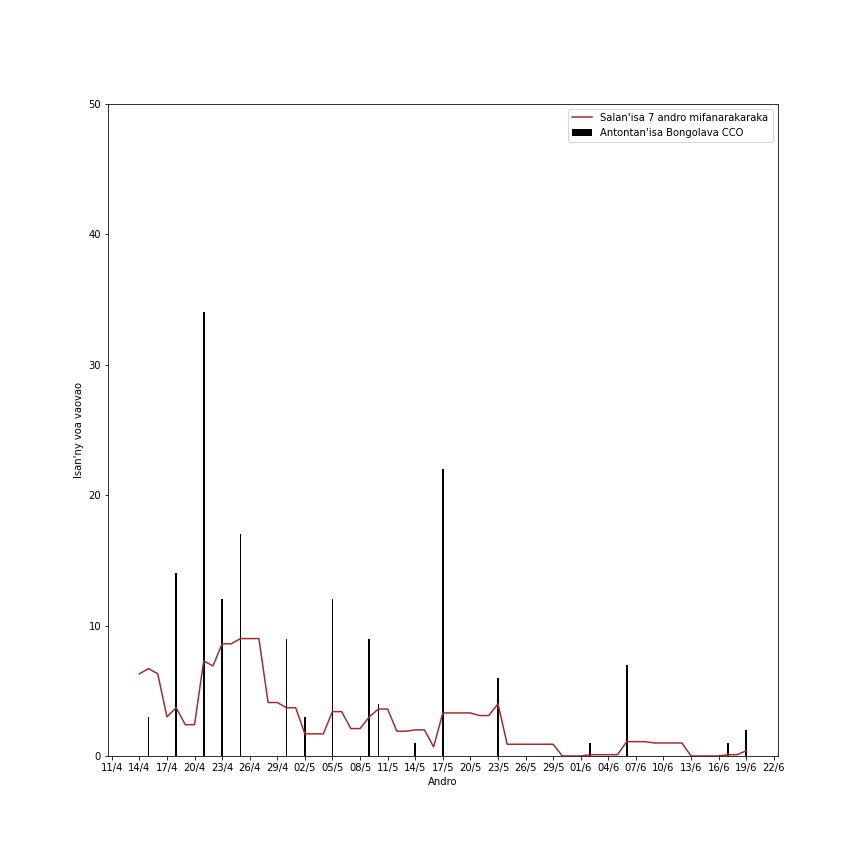 50
Salan'isa 7 andro mifanarakaraka
Antontan'isa Bongolava CCO
40
30
20
10
0
Isan'ny voa vaovao
11/4 14/4 17/4 20/4 23/4 26/4 29/4 02/5 05/5 08/5 11/5 14/5 17/5 20/5 23/5 26/5 29/5 01/6 04/6 07/6 10/6 13/6 16/6 19/6 22/6
Andro